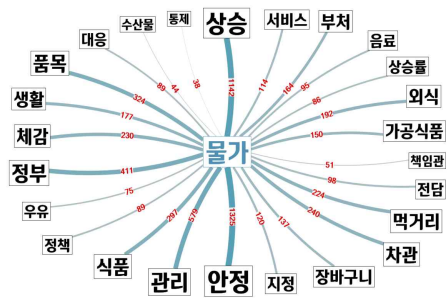 통제
수산물
상승
서비스
부처
대응
음료
품목
상승률
생활
외식
체감
가공식품
물가
정부
책임관
전담
우유
먹거리
정책
차관
식품
관리
안정
지정
장바구니
38
44
89
324
177
230
411
75
89
297
579
1325
120
137
240
224
98
51
150
192
86
95
164
114
1142